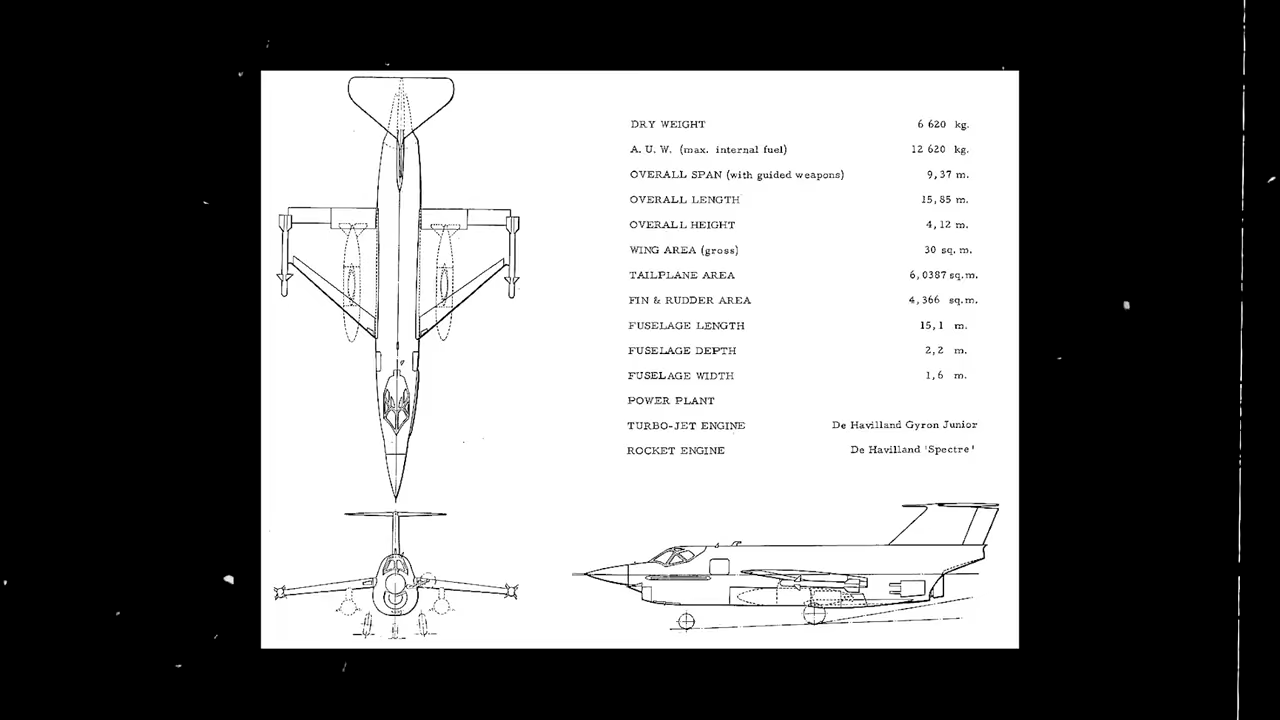 DRY WEIGHT 6 620 kg.
A. U. W. (max. internal fuel) 12 620 kg.
OVERALL SPAN (with guided weapons) 9,37 m.
OVERALL LENGTH 15,85 m.
OVERALL HEIGHT 4,12 m.
WING AREA (gross) 30 sq. m.
TAILPLANE AREA 6,0387 sq.m.
FIN & RUDDER AREA 4,366 sq.m.
FUSELAGE LENGTH 15,1 m.
FUSELAGE DEPTH 2,2 m.
FUSELAGE WIDTH 1,6 m.
POWER PLANT
TURBO-JET ENGINE De Havilland Gyron Junior
ROCKET ENGINE De Havilland 'Spectre'